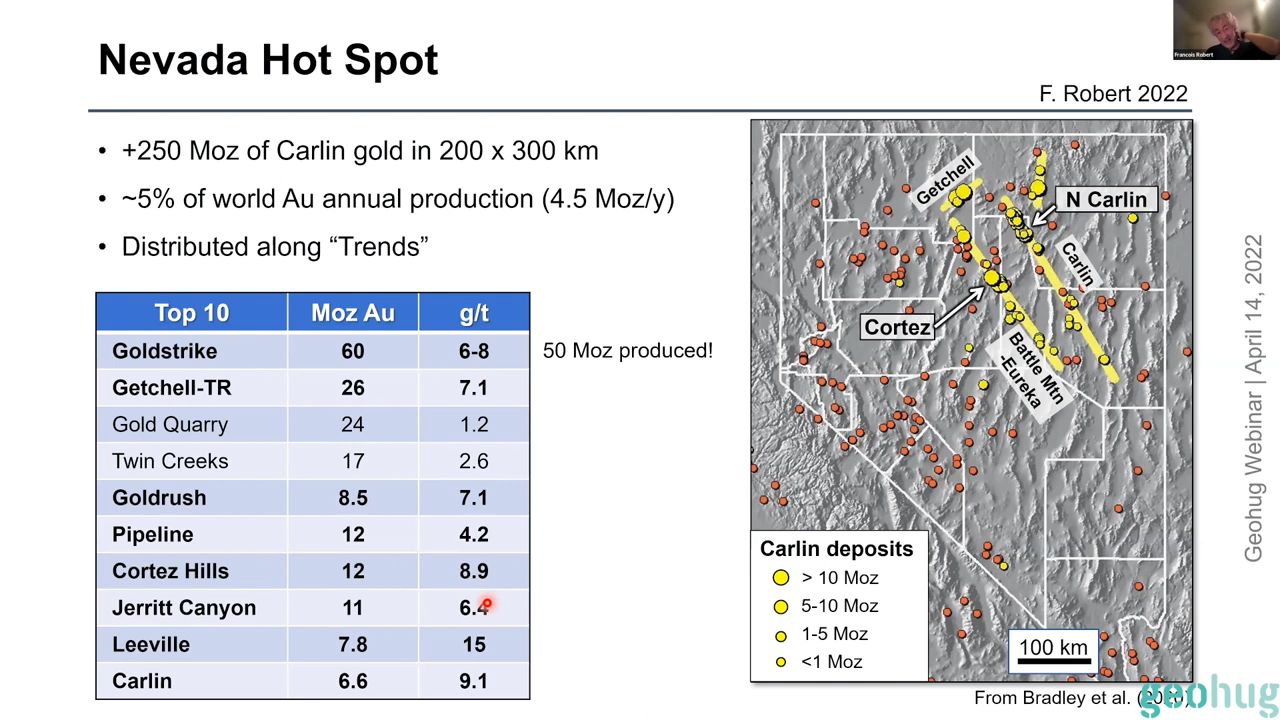 Nevada Hot Spot
Francois Robert
F. Robert 2022
• +250 Moz of Carlin gold in 200 x 300 km
• ~5% of world Au annual production (4.5 Moz/y)
• Distributed along “Trends”
Top 10 Moz Au g/t
Goldstrike 60 6-8 50 Moz produced!
Getchell-TR 26 7.1
Gold Quarry 24 1.2
Twin Creeks 17 2.6
Goldrush 8.5 7.1
Pipeline 12 4.2
Cortez Hills 12 8.9
Jerritt Canyon 11 6.4
Leeville 7.8 15
Carlin 6.6 9.1
Getchell
N Carlin
Carlin
Cortez
Battle Mtn
-Eureka
Carlin deposits
> 10 Moz
5-10 Moz
1-5 Moz
<1 Moz
100 km
From Bradley et al.
geohug
Geohug Webinar | April 14, 2022